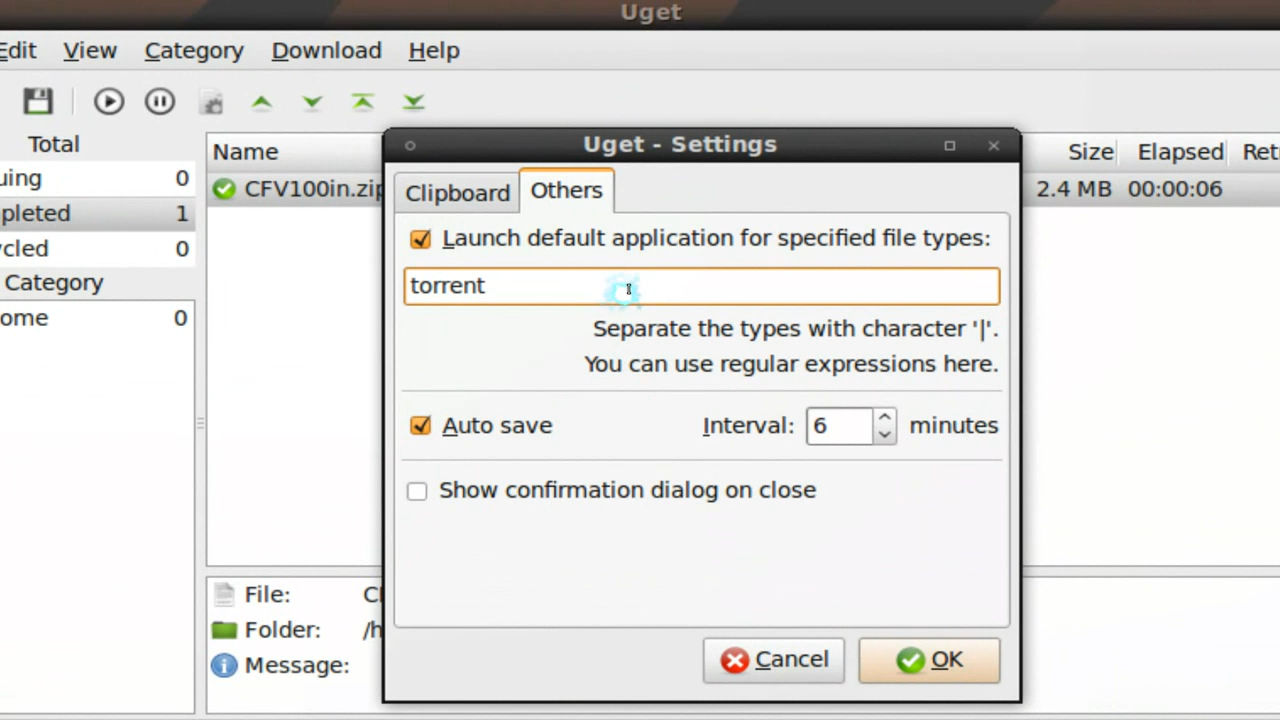 Uget
Edit View Category Download Help
Total
uing 0
pleted 1
ycled 0
Category
ome 0
Name Size Elapsed Ret
CFV100in.zip 2.4 MB 00:00:06
Uget - Settings
Clipboard Others
Launch default application for specified file types:
torrent
Separate the types with character '|'.
You can use regular expressions here.
Auto save Interval: 6 minutes
Show confirmation dialog on close
Cancel OK
File: C
Folder: /h
Message: